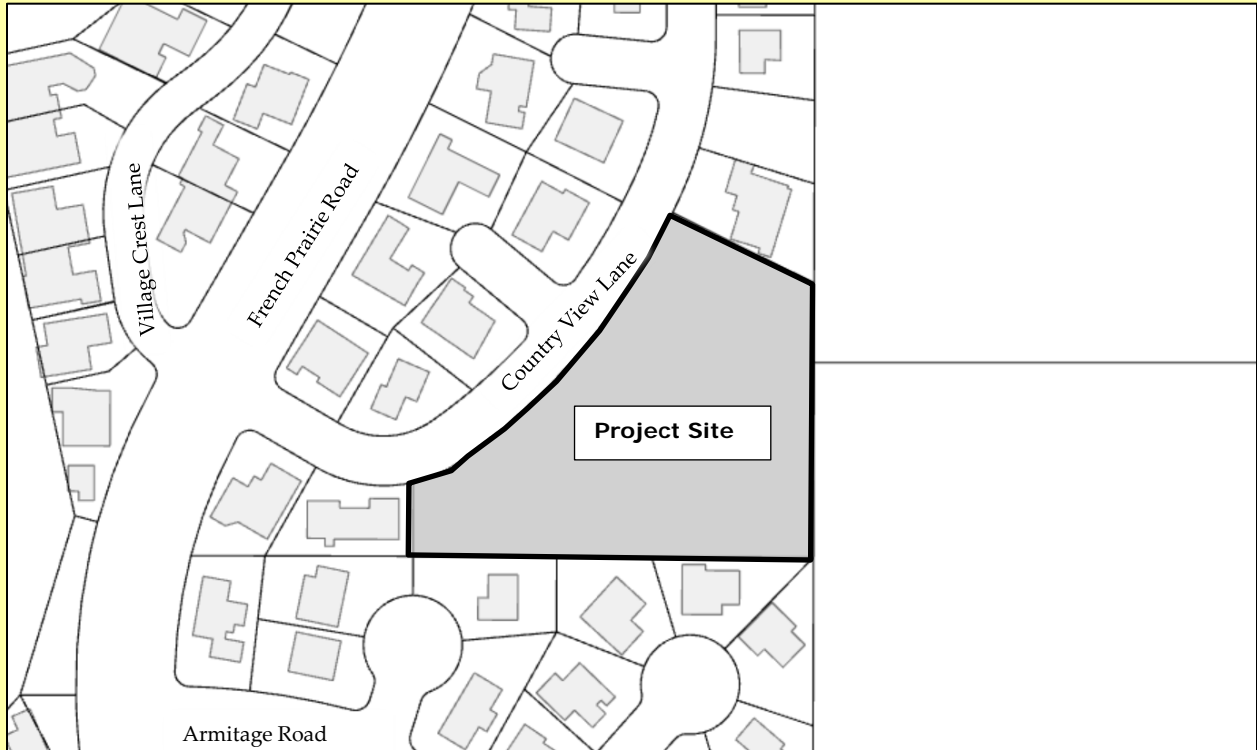 Village Crest Lane
French Prairie Road
Country View Lane
Project Site
Armitage Road